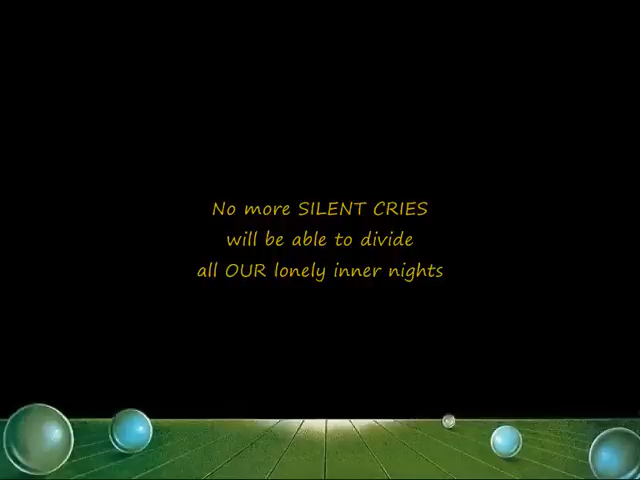 No more SILENT CRIES
will be able to divide
all OUR lonely inner nights